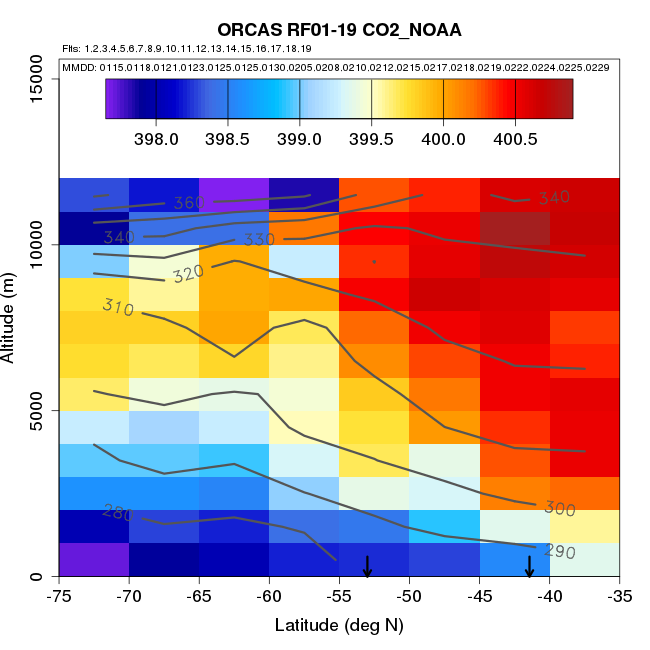 ORCAS RF01-19 CO2_NOAA
Flts: 1.2.3.4.5.6.7.8.9.10.11.12.13.14.15.16.17.18.19
MMDD: 0115.0118.0121.0123.0125.0125.0130.0205.0208.0210.0212.0215.0217.0218.0219.0222.0224.0225.0229
398.0 398.5 399.0 399.5 400.0 400.5
15000
10000
5000
0
Altitude (m)
360 340
340 330
320
310
280 300
290
-75 -70 -65 -60 -55 -50 -45 -40 -35
Latitude (deg N)